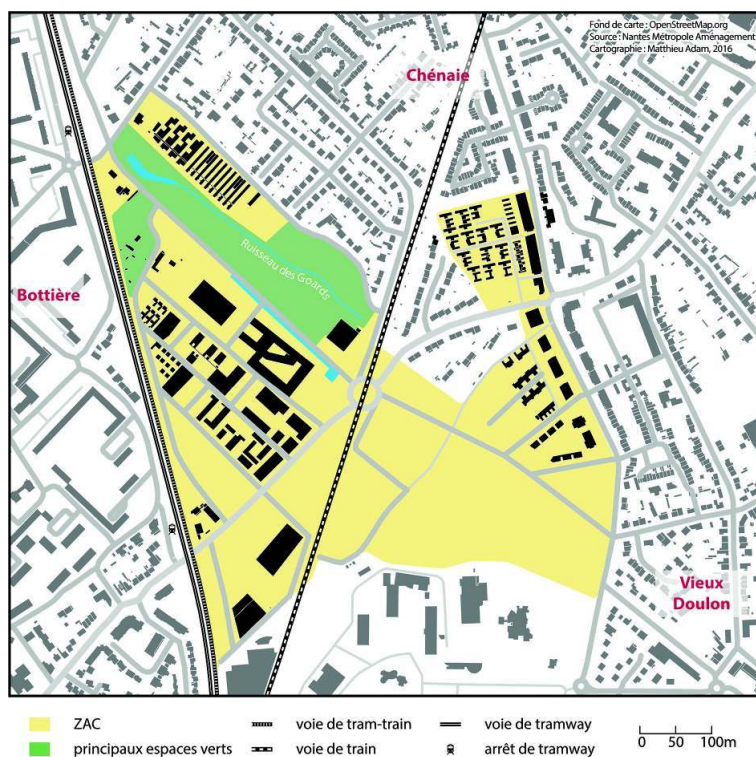 Fond de carte : OpenStreetMap.org
Source : Nantes Métropole Aménagement
Cartographie : Matthieu Adam, 2016
Chénaie
Ruisseau des Goards
Bottière
Vieux
Doulon
ZAC
voie de tram-train
voie de tramway
principaux espaces verts
voie de train
arrêt de tramway
0 50 100m